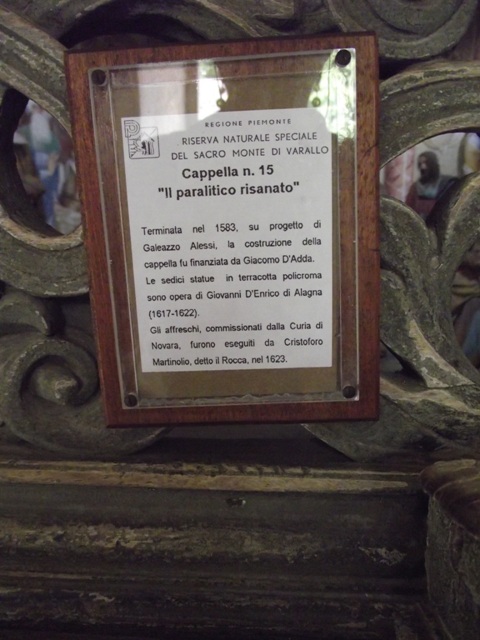 REGIONE PIEMONTE
RISERVA NATURALE SPECIALE
DEL SACRO MONTE DI VARALLO
Cappella n. 15
"Il paralitico risanato"
Terminata nel 1583, su progetto di
Galeazzo Alessi, la costruzione della
cappella fu finanziata da Giacomo D'Adda.
Le sedici statue in terracotta policroma
sono opera di Giovanni D'Enrico di Alagna
(1617-1622).
Gli affreschi, commissionati dalla Curia di
Novara, furono eseguiti da Cristoforo
Martinolio, detto il Rocca, nel 1623.